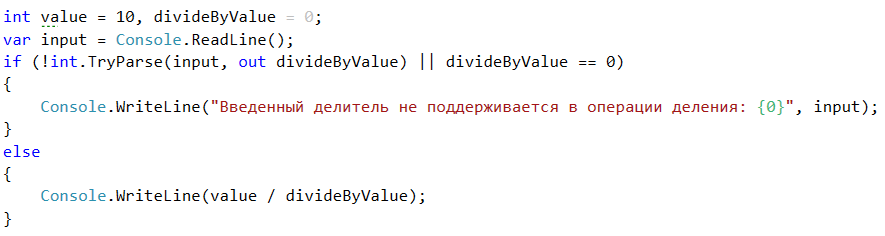 int value = 10, divideByValue = 0;
var input = Console.ReadLine();
if (!int.TryParse(input, out divideByValue) || divideByValue == 0)
{
    Console.WriteLine("Введенный делитель не поддерживается в операции деления: {0}", input);
}
else
{
    Console.WriteLine(value / divideByValue);
}